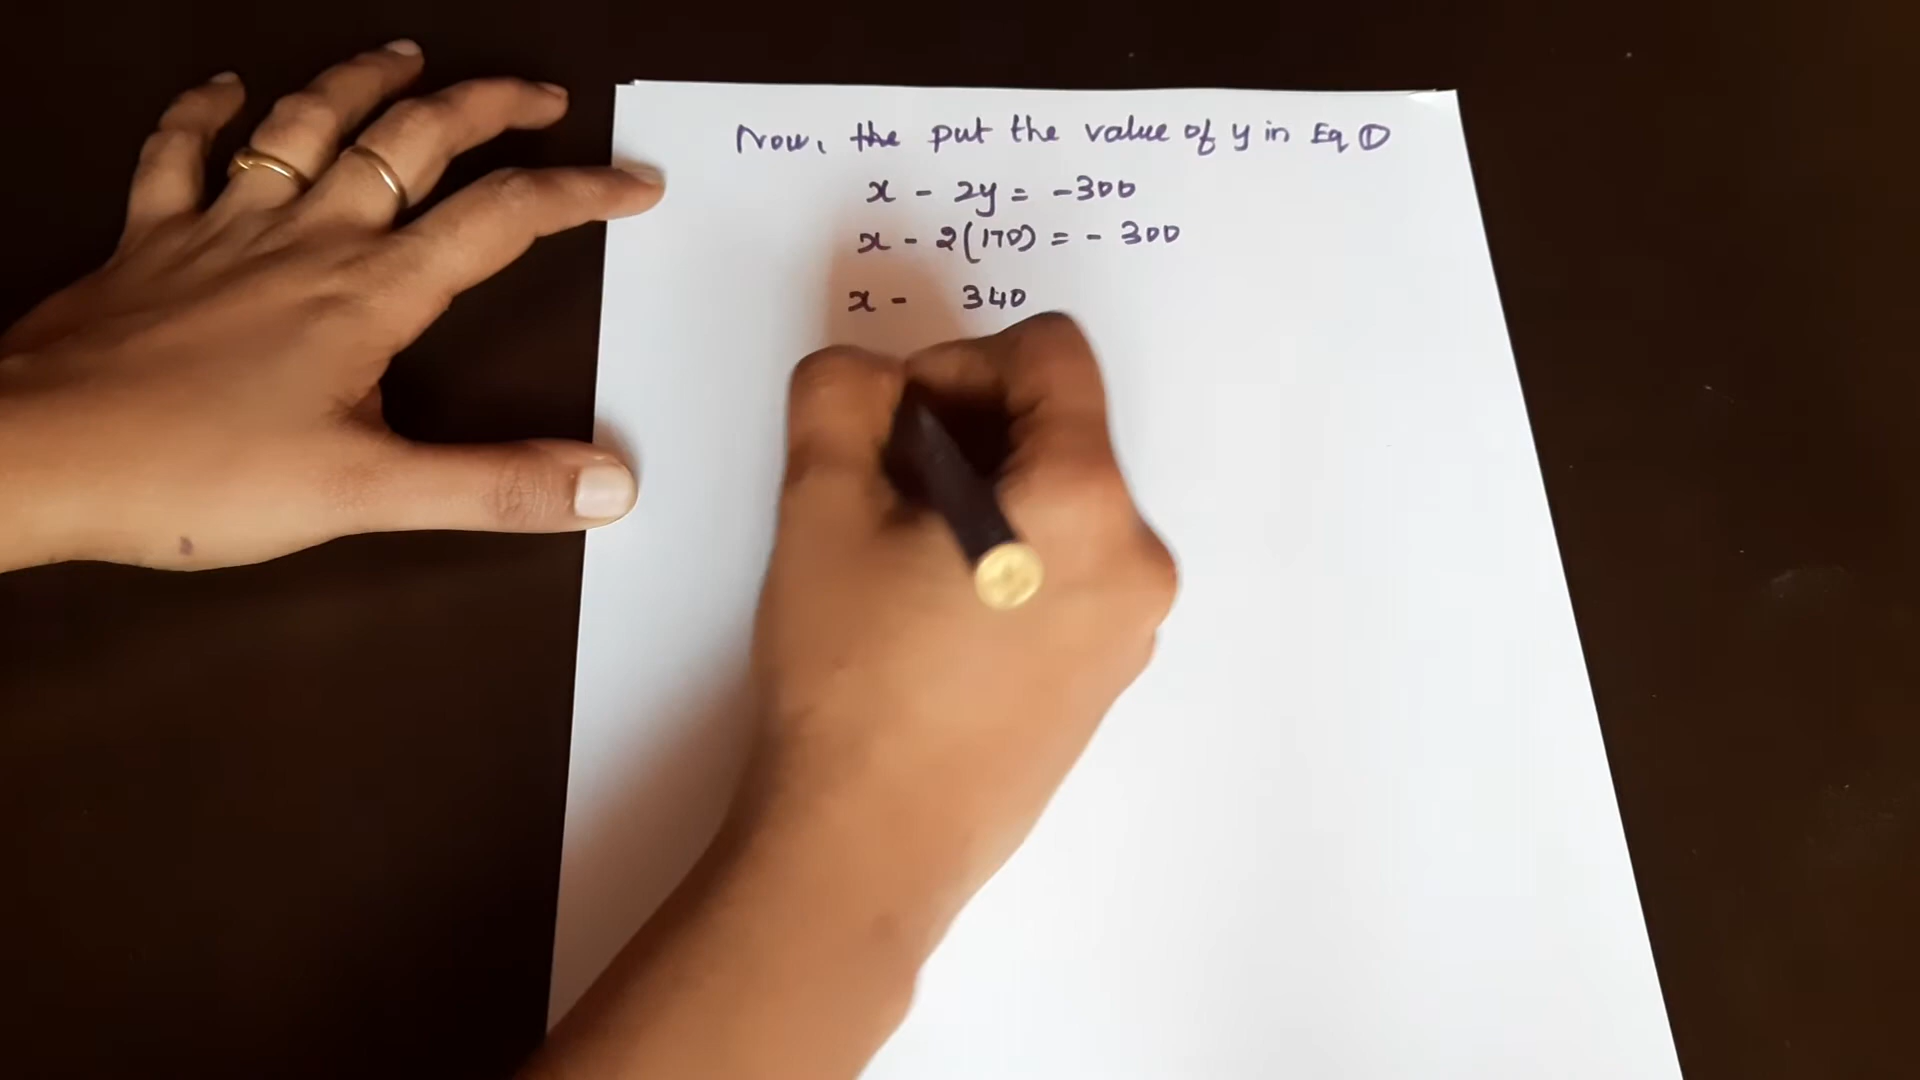 Now, the put the value of y in Eq ①
x - 2y = -300
x - 2(170) = - 300
x - 340